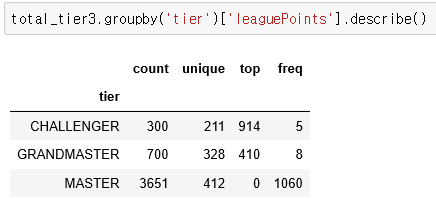 total_tier3.groupby('tier')['leaguePoints'].describe()
count unique top freq
tier
CHALLENGER 300 211 914 5
GRANDMASTER 700 328 410 8
MASTER 3651 412 0 1060